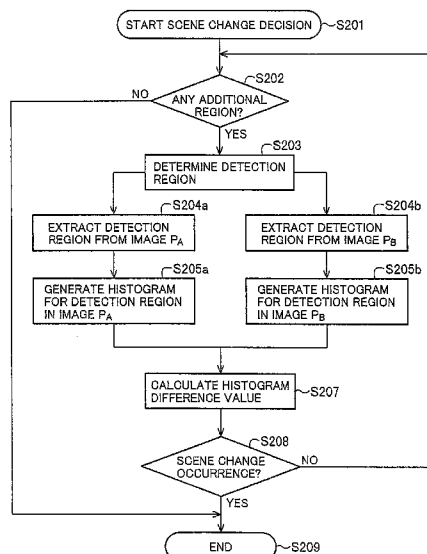 START SCENE CHANGE DECISION
S201
S202
NO
ANY ADDITIONAL
REGION?
YES
S203
DETERMINE DETECTION
REGION
S204a
S204b
EXTRACT DETECTION
REGION FROM IMAGE PA
EXTRACT DETECTION
REGION FROM IMAGE PB
S205a
S205b
GENERATE HISTOGRAM
FOR DETECTION REGION
IN IMAGE PA
GENERATE HISTOGRAM
FOR DETECTION REGION
IN IMAGE PB
CALCULATE HISTOGRAM
DIFFERENCE VALUE
S207
S208
SCENE CHANGE
OCCURRENCE?
NO
YES
END
S209